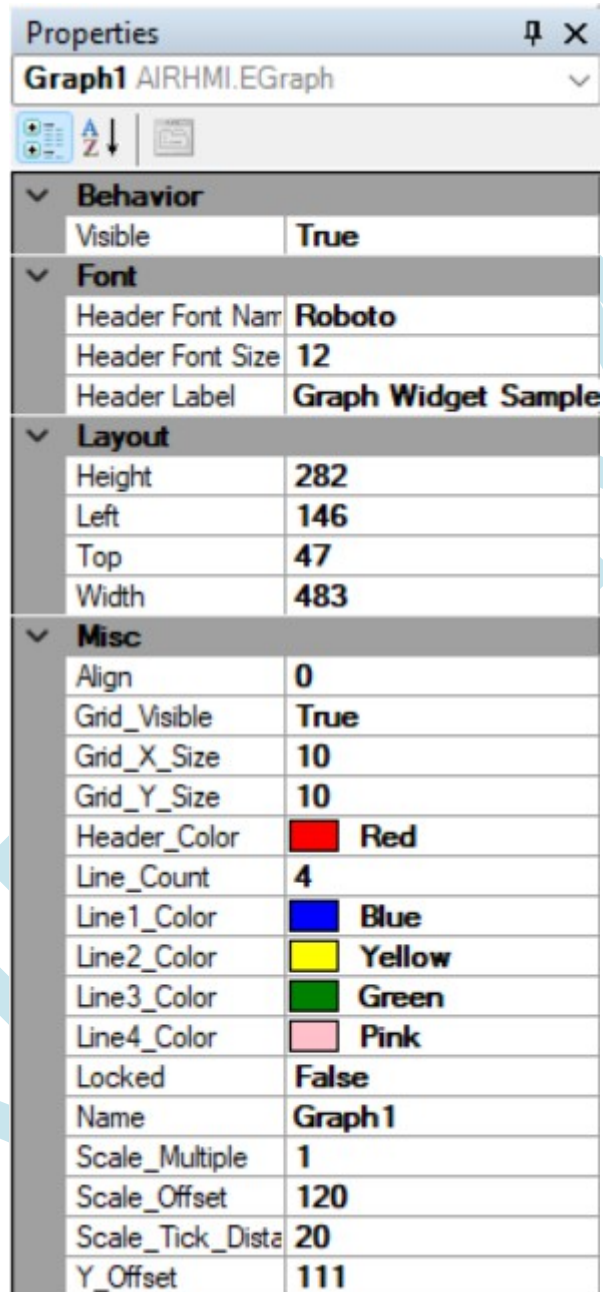 Properties
Graph1 AIRHMI.EGraph
A
Z
Behavior
Visible True
Font
Header Font Nam Roboto
Header Font Size 12
Header Label Graph Widget Sample
Layout
Height 282
Left 146
Top 47
Width 483
Misc
Align 0
Grid_Visible True
Grid_X_Size 10
Grid_Y_Size 10
Header_Color Red
Line_Count 4
Line1_Color Blue
Line2_Color Yellow
Line3_Color Green
Line4_Color Pink
Locked False
Name Graph1
Scale_Multiple 1
Scale_Offset 120
Scale_Tick_Dista 20
Y_Offset 111